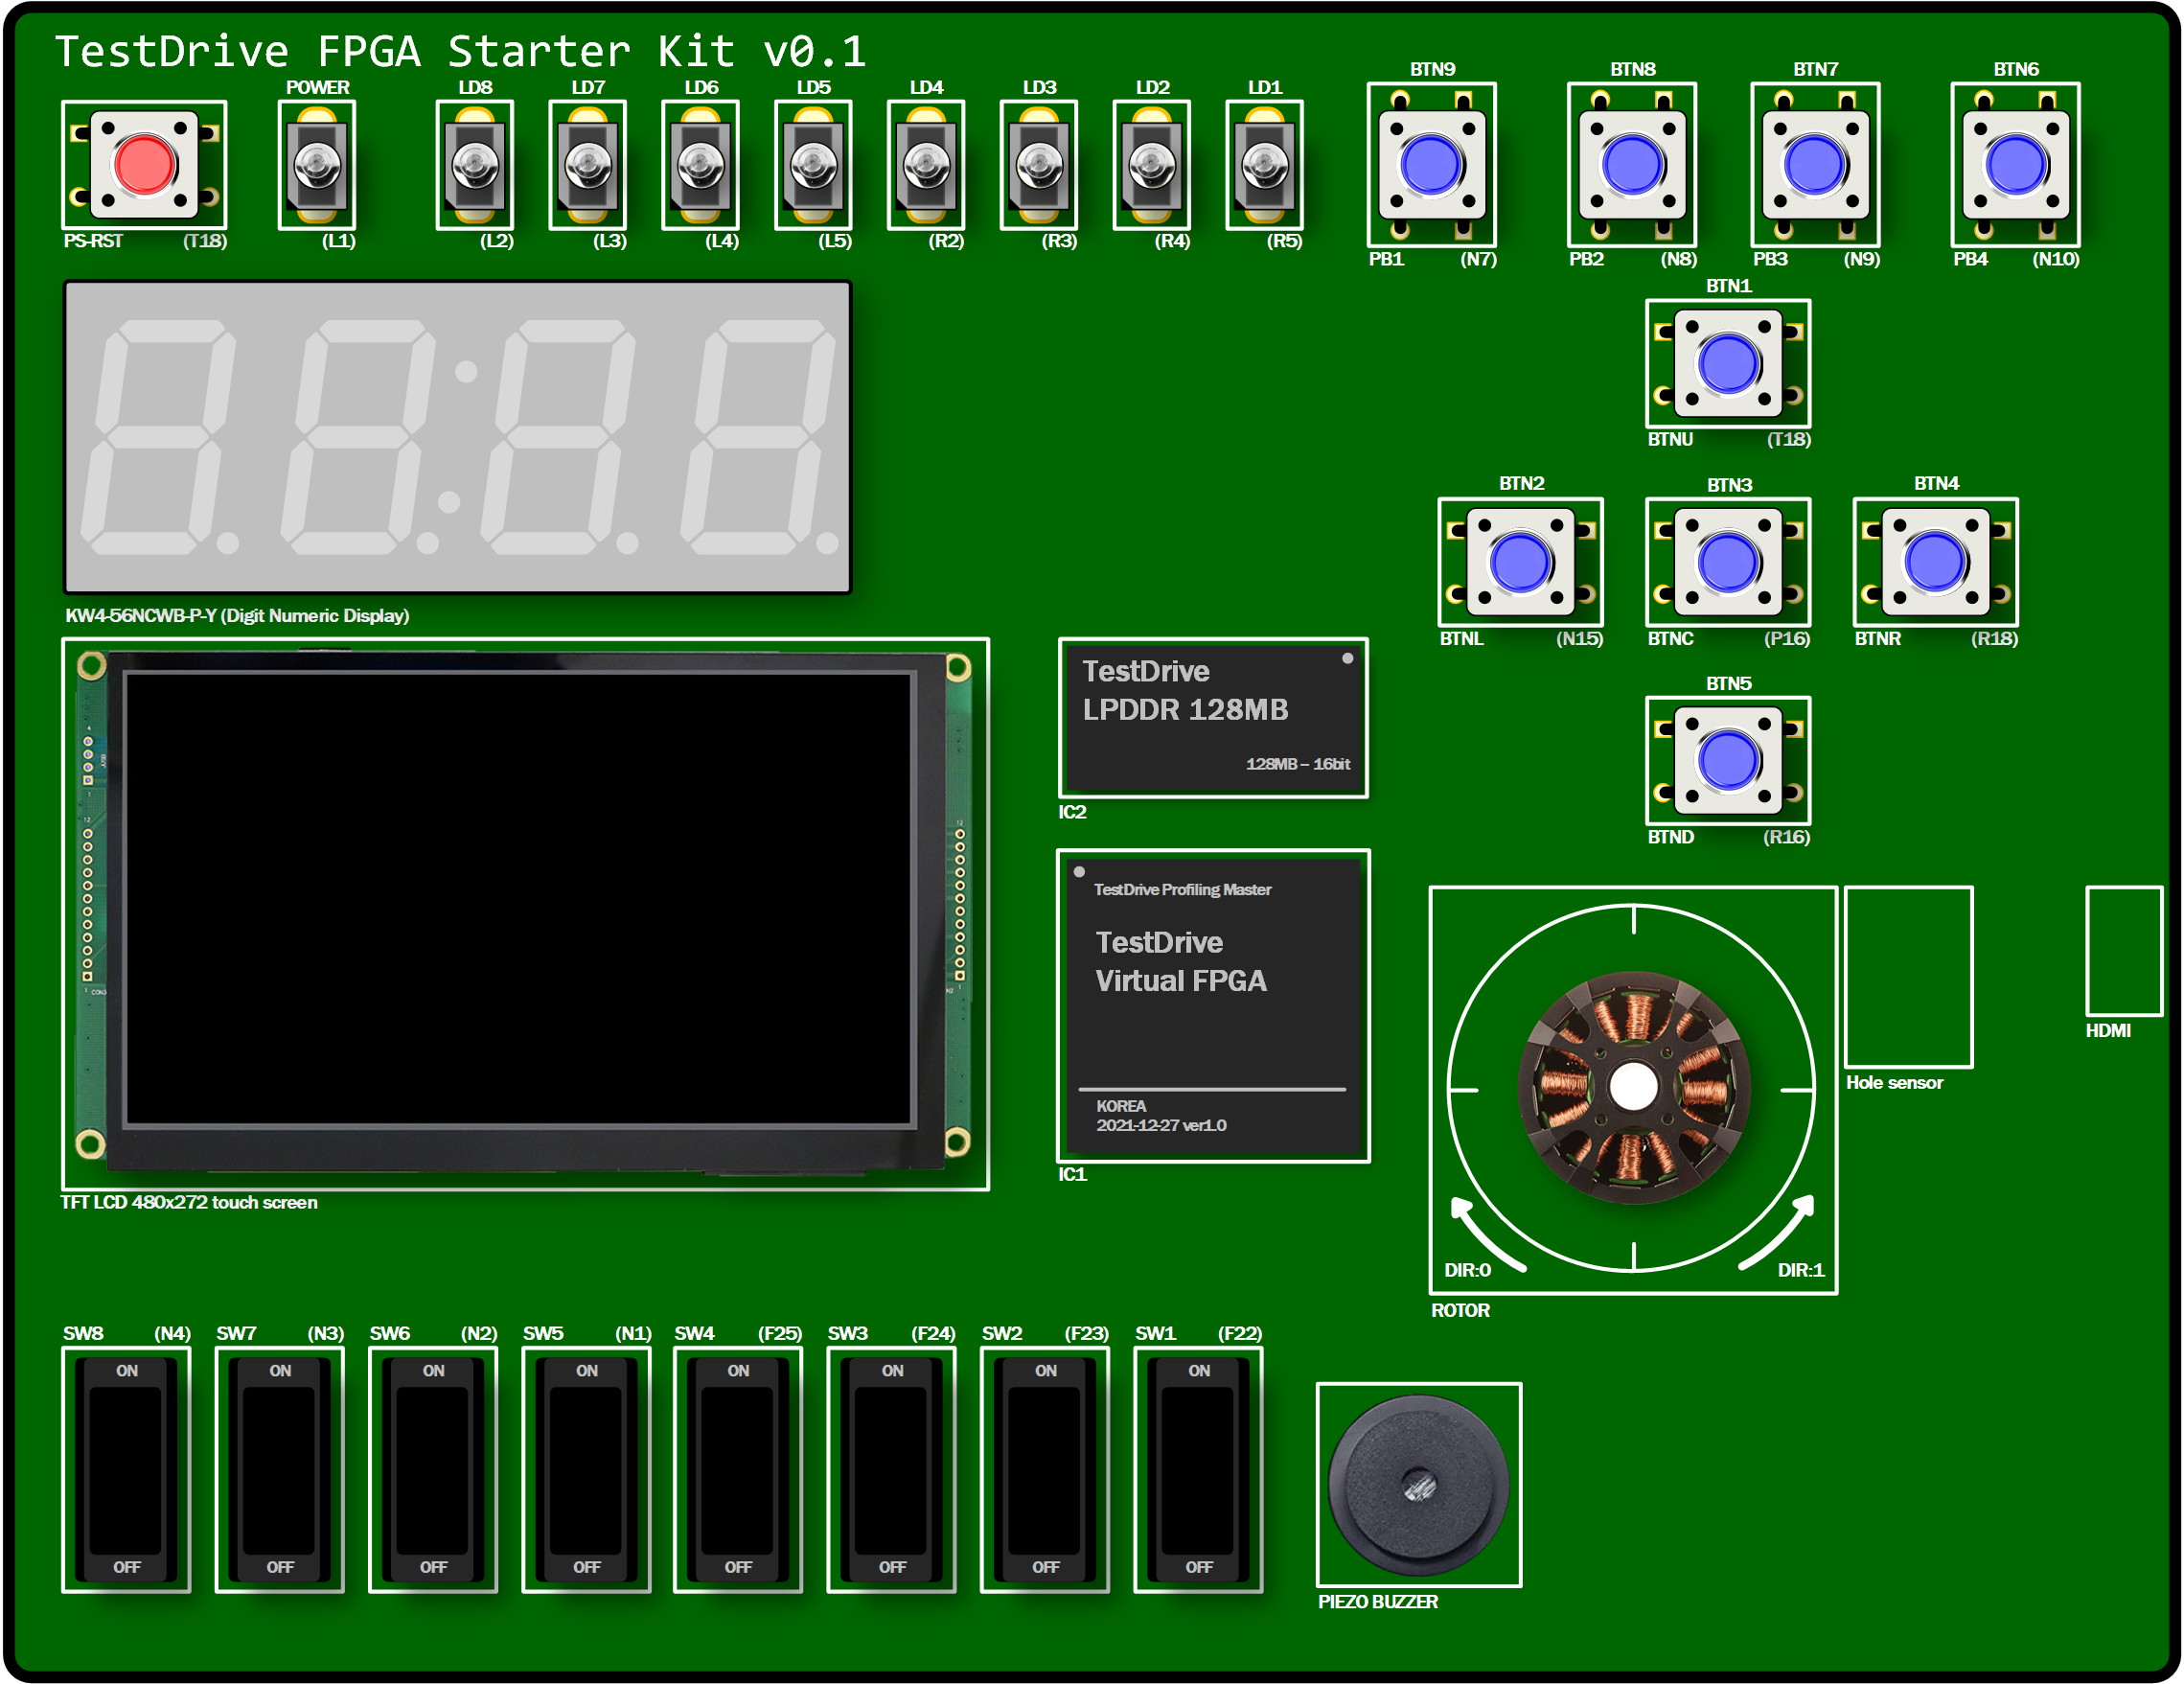 TestDrive FPGA Starter Kit v0.1
POWER LD8 LD7 LD6 LD5 LD4 LD3 LD2 LD1 BTN9 BTN8 BTN7 BTN6
PS-RST (T18) (L1) (L2) (L3) (L4) (L5) (R2) (R3) (R4) (R5)
PB1 (N7) PB2 (N8) PB3 (N9) PB4 (N10)
BTN1
BTNU (T18)
BTN2 BTN3 BTN4
BTNL (N15) BTNC (P16) BTNR (R18)
BTN5
BTND (R16)
KW4-56NCWB-P-Y (Digit Numeric Display)
TestDrive
LPDDR 128MB
128MB – 16bit
IC2
TestDrive Profiling Master
TestDrive
Virtual FPGA
KOREA
2021-12-27 ver1.0
IC1
TFT LCD 480x272 touch screen
Hole sensor
HDMI
DIR:0 DIR:1
ROTOR
SW8 (N4) SW7 (N3) SW6 (N2) SW5 (N1) SW4 (F25) SW3 (F24) SW2 (F23) SW1 (F22)
ON ON ON ON ON ON ON ON
OFF OFF OFF OFF OFF OFF OFF OFF
PIEZO BUZZER